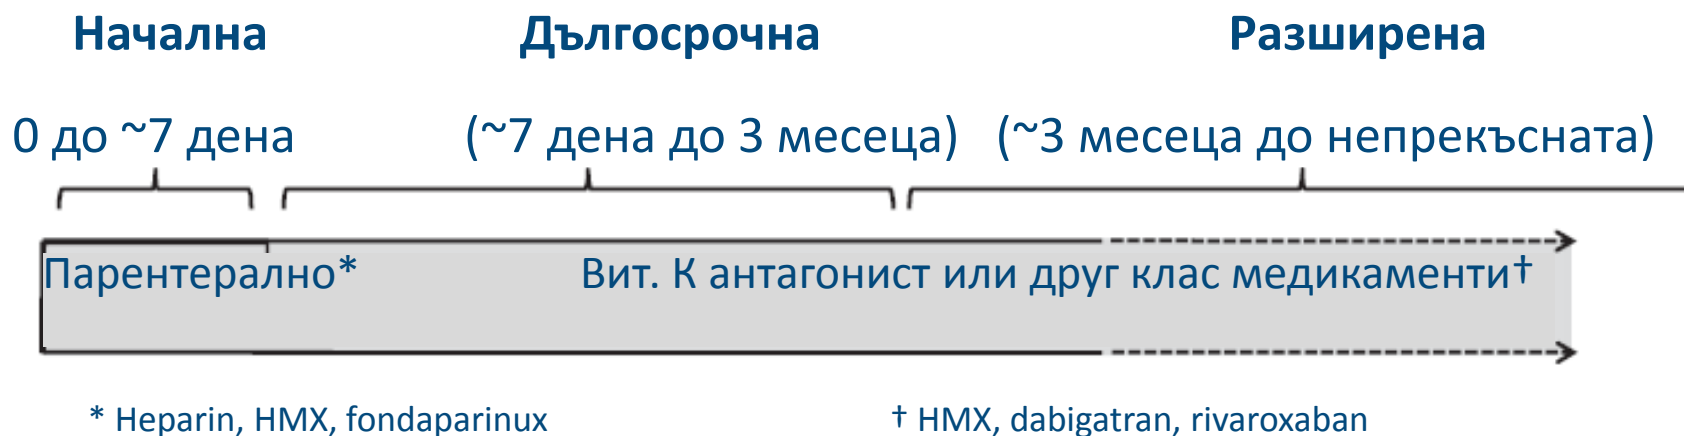 Начална Дългосрочна Разширена
0 до ~7 дена (~7 дена до 3 месеца) (~3 месеца до непрекъсната)
Парентерално* Вит. К антагонист или друг клас медикаменти†
* Heparin, НМХ, fondaparinux † НМХ, dabigatran, rivaroxaban